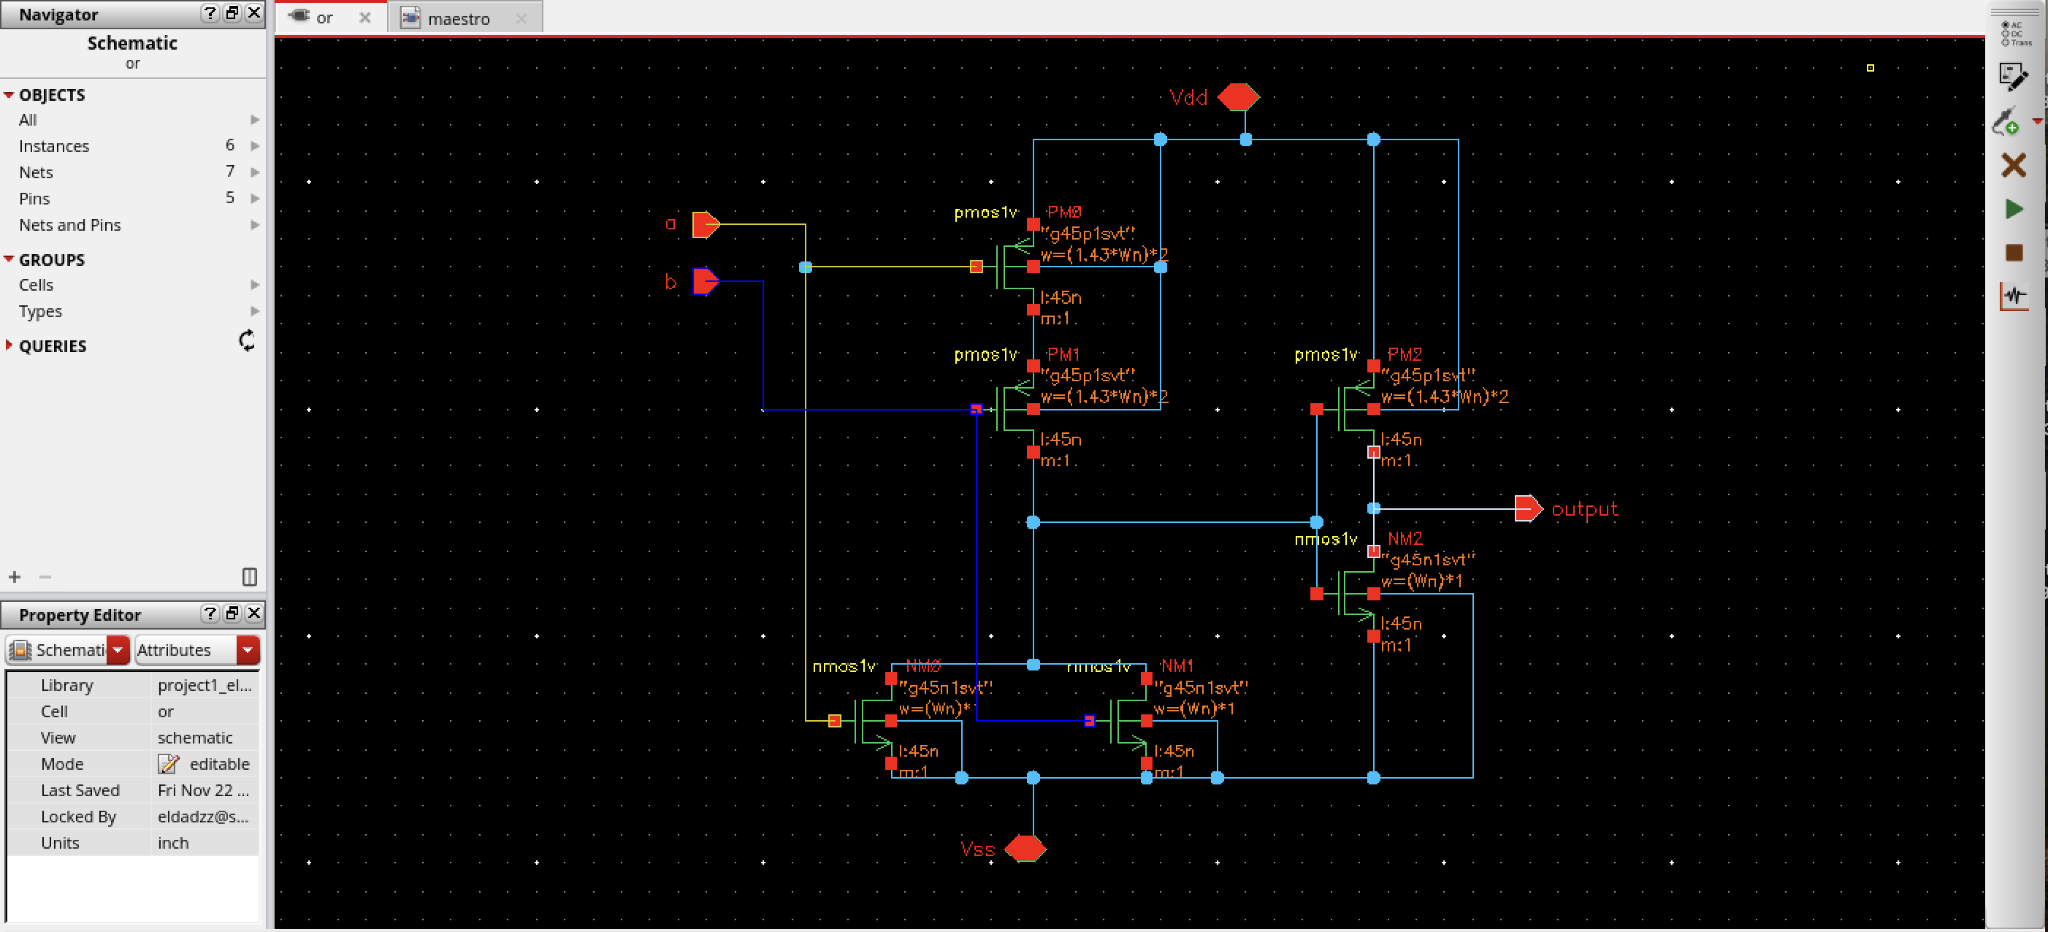 Navigator
Schematic
or
OBJECTS
All
Instances 6
Nets 7
Pins 5
Nets and Pins
GROUPS
Cells
Types
QUERIES
Property Editor
Schemati Attributes
Library project1_el...
Cell or
View schematic
Mode editable
Last Saved Fri Nov 22 ...
Locked By eldadzz@s...
Units inch
or
maestro
Vdd
a
b
pmos1v PM0
"g45p1svt"
w=(1.43*Wn)*2
l:45n
m:1
pmos1v PM1
"g45p1svt"
w=(1.43*Wn)*2
l:45n
m:1
pmos1v PM2
"g45p1svt"
w=(1.43*Wn)*2
l:45n
m:1
output
nmos1v NM2
"g45n1svt"
w=(Wn)*1
l:45n
m:1
nmos1v NM0
"g45n1svt"
w=(Wn)*
l:45n
m:1
nmos1v NM1
"g45n1svt"
w=(Wn)*1
l:45n
m:1
Vss
AC
DC
Trans